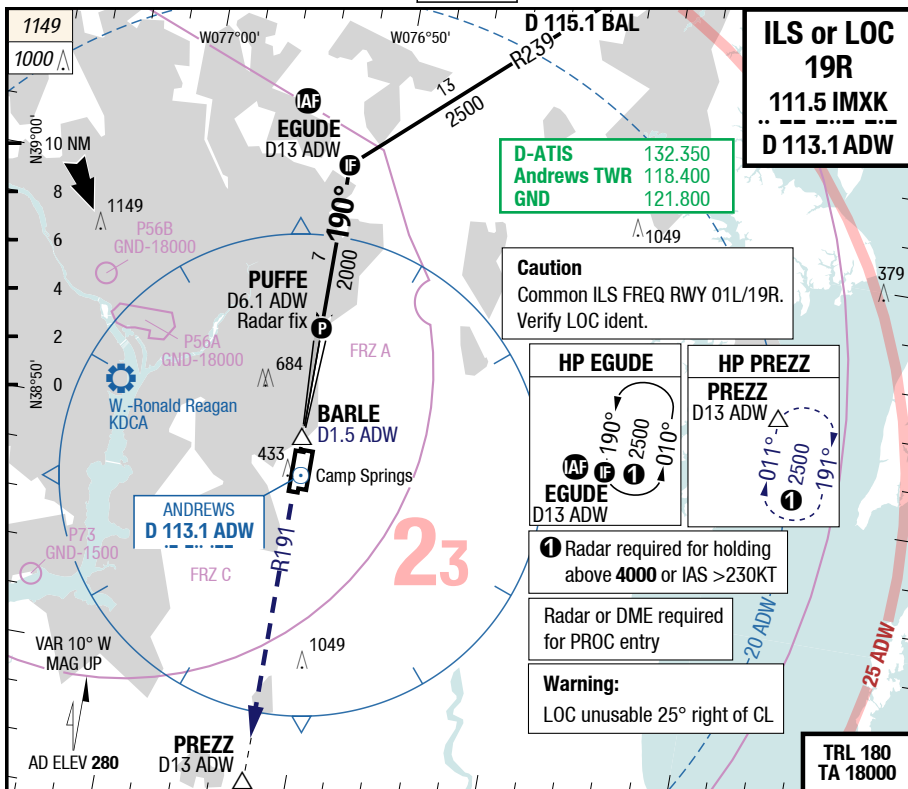 1149
1000
W077°00'
W076°50'
D 115.1 BAL
R239
13
2500
ILS or LOC
19R
111.5 IMXK
D 113.1 ADW
IAF
EGUDE
D13 ADW
IF
N39°00'
10 NM
8
6
4
2
0
N38°50'
1149
P56B
GND-18000
190°
7
2000
D-ATIS 132.350
Andrews TWR 118.400
GND 121.800
1049
379
Caution
Common ILS FREQ RWY 01L/19R.
Verify LOC ident.
PUFFE
D6.1 ADW
Radar fix
P
P56A
GND-18000
FRZ A
684
W.-Ronald Reagan
KDCA
BARLE
D1.5 ADW
433
Camp Springs
HP EGUDE
190°
2500
010°
IAF
IF
1
EGUDE
D13 ADW
HP PREZZ
PREZZ
D13 ADW
011°
2500
191°
1
ANDREWS
D 113.1 ADW
R191
P73
GND-1500
FRZ C
23
1 Radar required for holding
above 4000 or IAS >230KT
Radar or DME required
for PROC entry
20 ADW
25 ADW
VAR 10° W
MAG UP
1049
Warning:
LOC unusable 25° right of CL
AD ELEV 280
PREZZ
D13 ADW
TRL 180
TA 18000